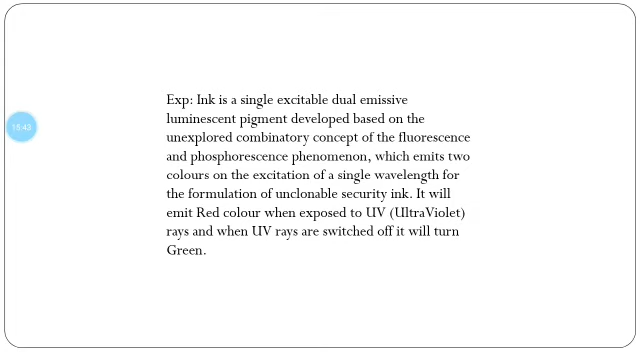 Exp: Ink is a single excitable dual emissive
luminescent pigment developed based on the
unexplored combinatory concept of the fluorescence
and phosphorescence phenomenon, which emits two
colours on the excitation of a single wavelength for
the formulation of unclonable security ink. It will
emit Red colour when exposed to UV (UltraViolet)
rays and when UV rays are switched off it will turn
Green.
15:43